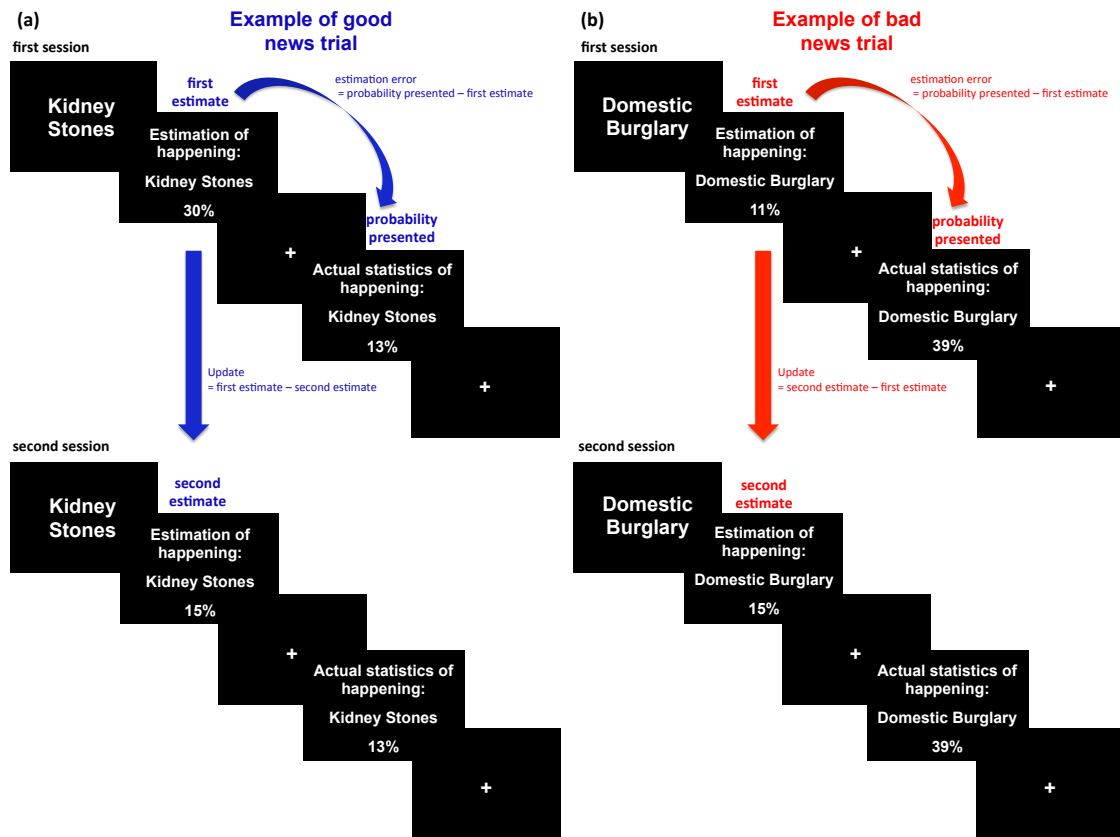 (a)
Example of good
news trial
first session
Kidney
Stones
first
estimate
estimation error
= probability presented – first estimate
Estimation of
happening:
Kidney Stones
30%
probability
presented
+
Actual statistics of
happening:
Kidney Stones
13%
+
Update
= first estimate – second estimate
second session
Kidney
Stones
second
estimate
Estimation of
happening:
Kidney Stones
15%
+
Actual statistics of
happening:
Kidney Stones
13%
+
(b)
Example of bad
news trial
first session
Domestic
Burglary
first
estimate
estimation error
= probability presented – first estimate
Estimation of
happening:
Domestic Burglary
11%
probability
presented
+
Actual statistics of
happening:
Domestic Burglary
39%
+
Update
= second estimate – first estimate
second session
Domestic
Burglary
second
estimate
Estimation of
happening:
Domestic Burglary
15%
+
Actual statistics of
happening:
Domestic Burglary
39%
+